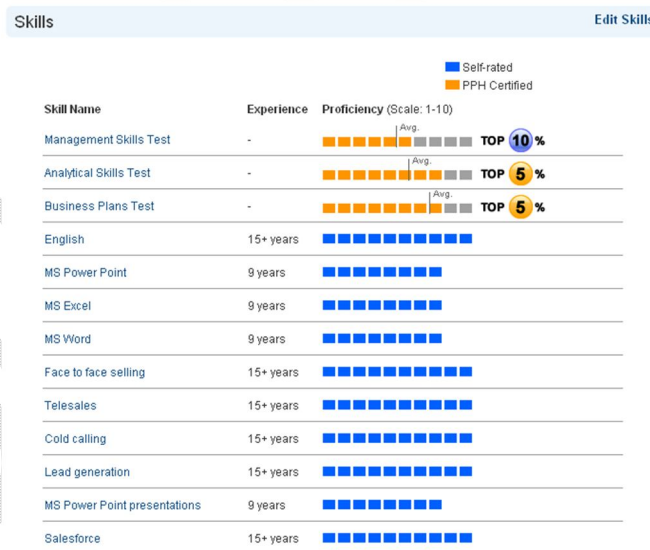 Skills Edit Skills
Self-rated
PPH Certified
Skill Name Experience Proficiency (Scale: 1-10)
Avg.
Management Skills Test - TOP 10 %
Avg.
Analytical Skills Test - TOP 5 %
Avg.
Business Plans Test - TOP 5 %
English 15+ years
MS Power Point 9 years
MS Excel 9 years
MS Word 9 years
Face to face selling 15+ years
Telesales 15+ years
Cold calling 15+ years
Lead generation 15+ years
MS Power Point presentations 9 years
Salesforce 15+ years